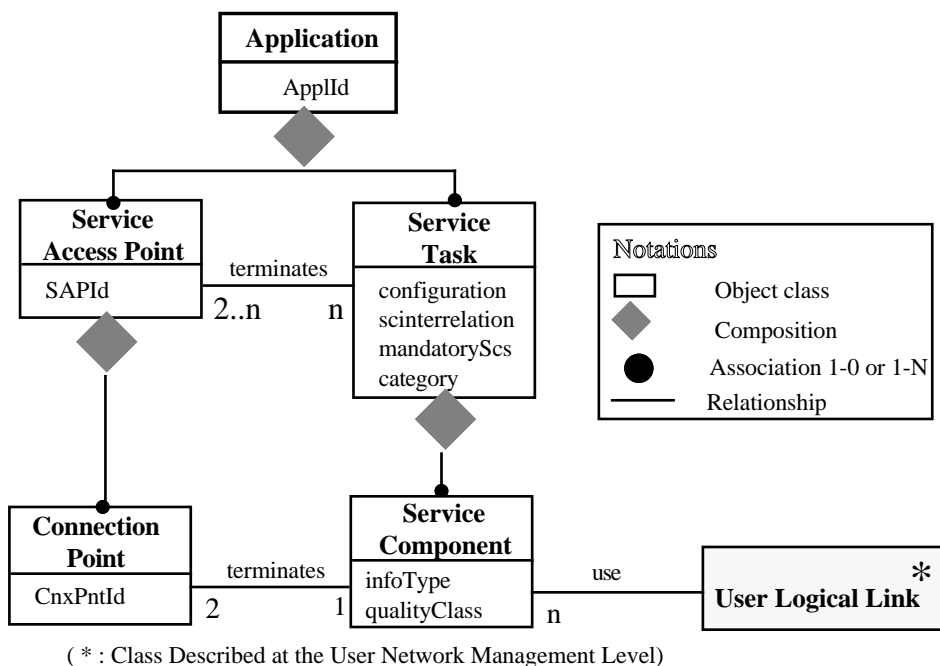 Application
ApplId
Service
Access Point
SAPId
terminates
2..n
n
Service
Task
configuration
scinterrelation
mandatoryScs
category
Notations
Object class
Composition
Association 1-0 or 1-N
Relationship
Connection
Point
CnxPntId
terminates
2
1
Service
Component
infoType
qualityClass
use
n
*
User Logical Link
( * : Class Described at the User Network Management Level)